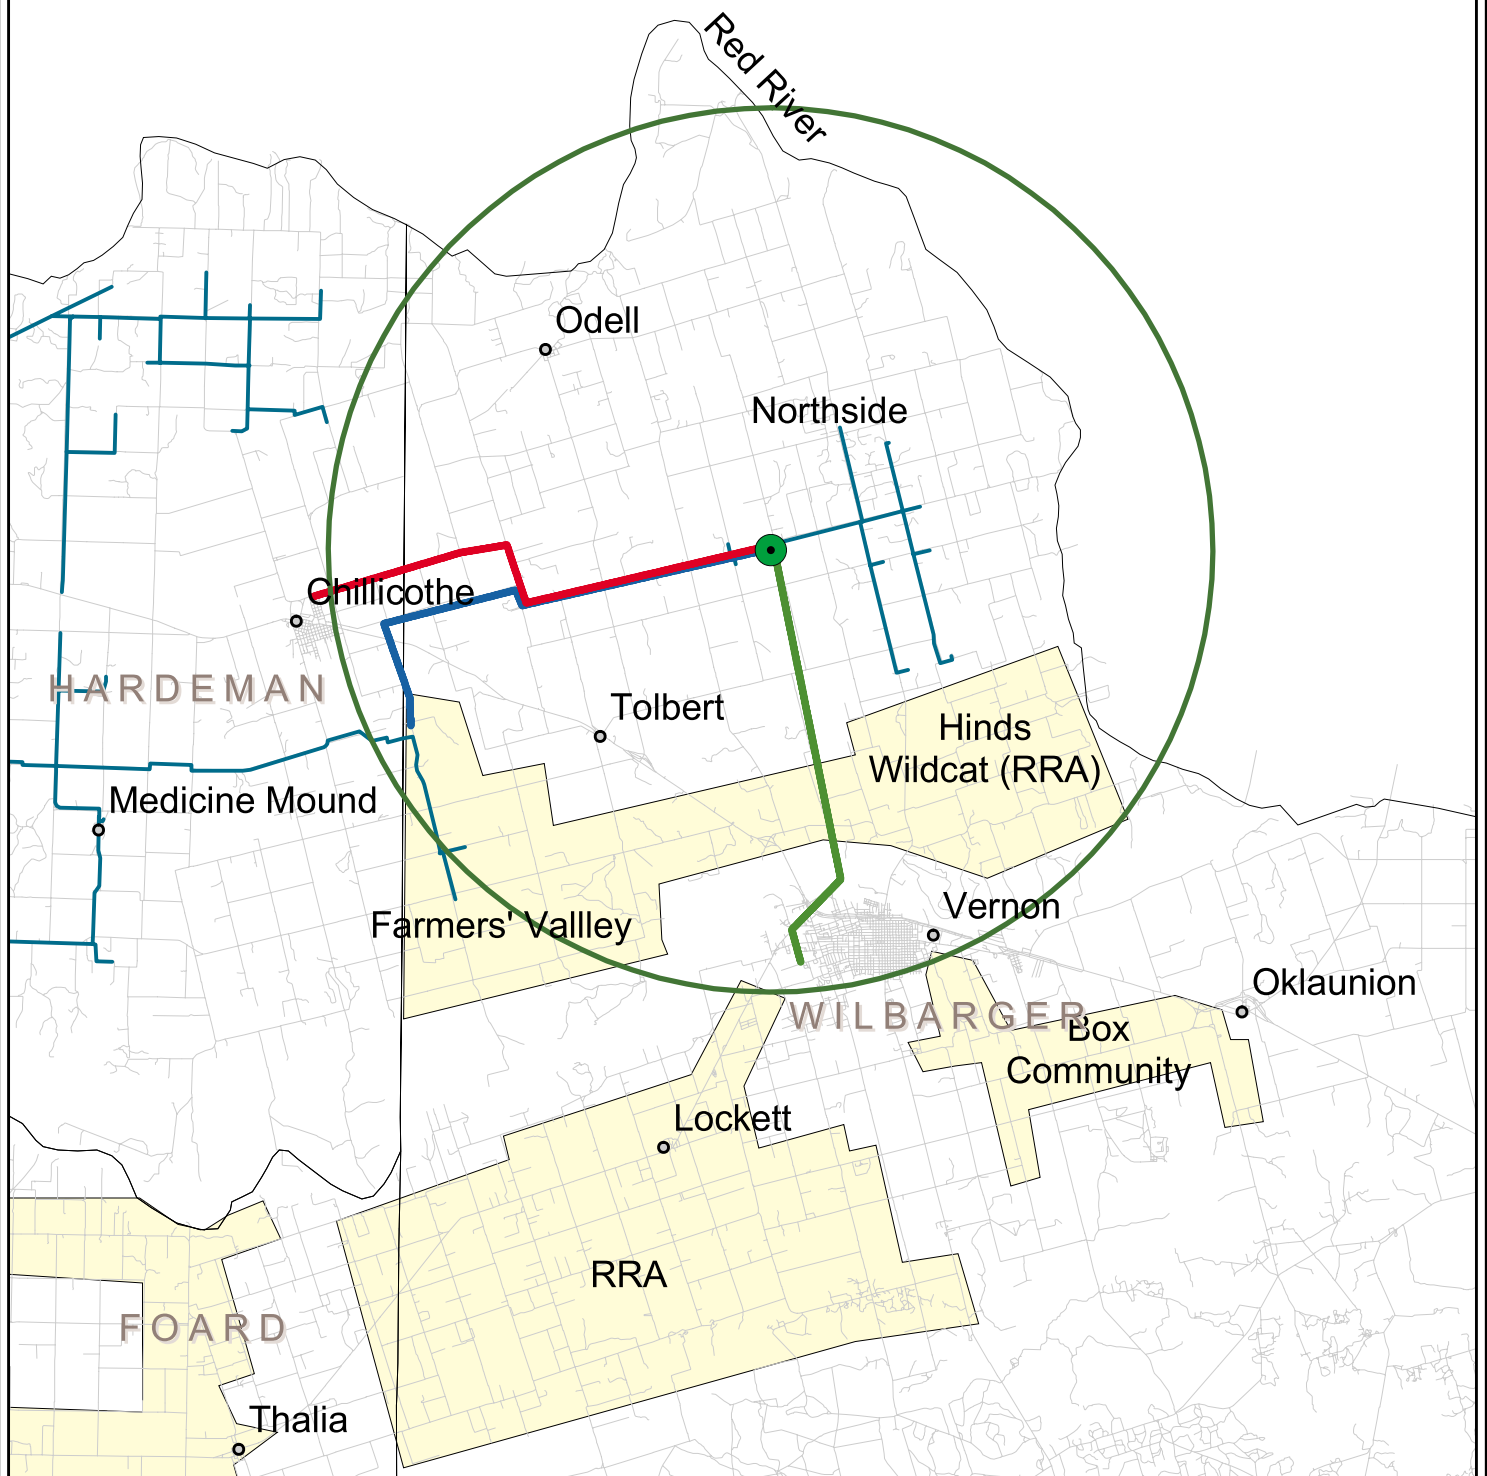 Red River
Odell
Northside
Chillicothe
HARDEMAN
Tolbert
Hinds
Wildcat (RRA)
Medicine Mound
Farmers' Vallley
Vernon
Oklaunion
WILBARGER
Box
Community
Lockett
RRA
FOARD
Thalia